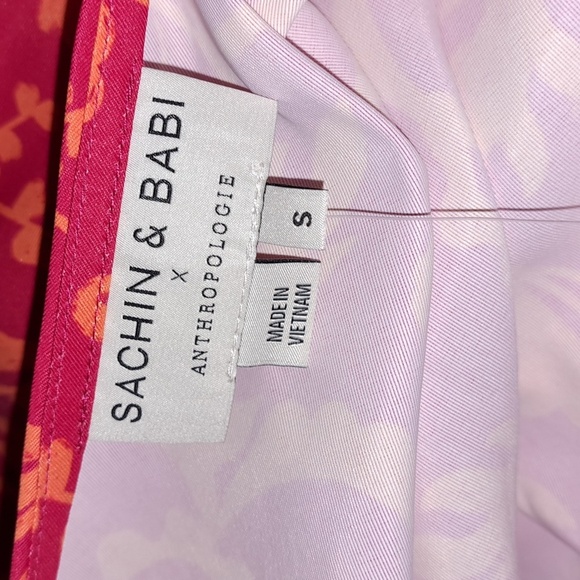 SACHIN & BABI
X
ANTHROPOLOGIE
S
MADE IN
VIETNAM